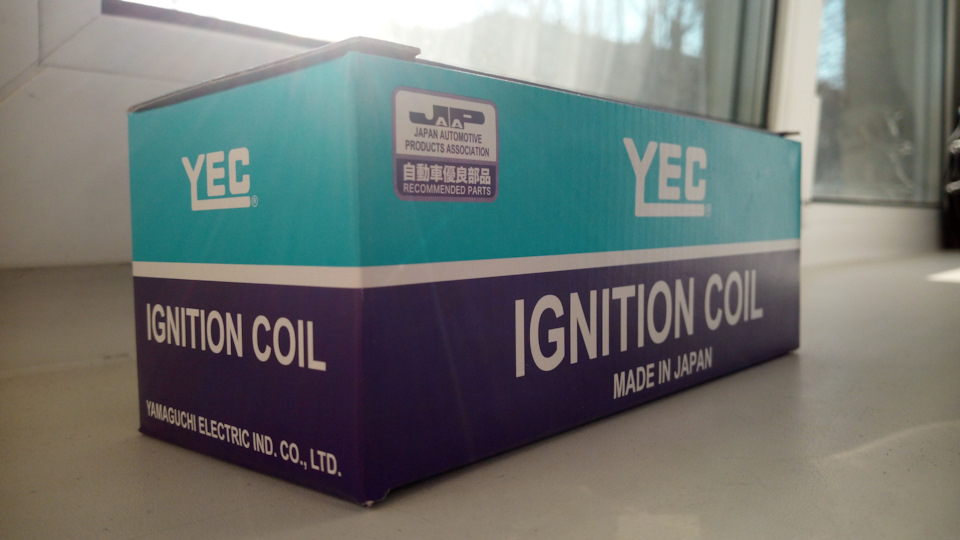 YEC®
IGNITION COIL
YAMAGUCHI ELECTRIC IND. CO., LTD.
JAAP
JAPAN AUTOMOTIVE
PRODUCTS ASSOCIATION
自動車優良部品
RECOMMENDED PARTS
YEC®
IGNITION COIL
MADE IN JAPAN